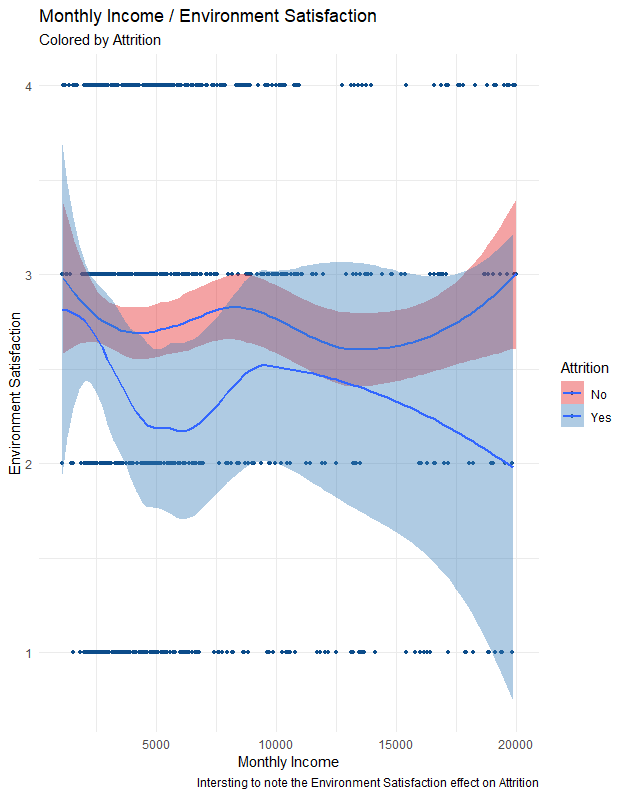 Monthly Income / Environment Satisfaction
Colored by Attrition
4
3
2
1
Environment Satisfaction
5000 10000 15000 20000
Monthly Income
Attrition
No
Yes
Intersting to note the Environment Satisfaction effect on Attrition